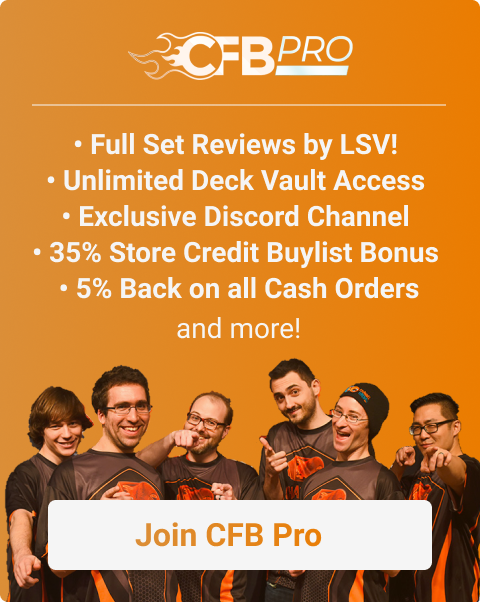 CFB PRO
• Full Set Reviews by LSV!
• Unlimited Deck Vault Access
• Exclusive Discord Channel
• 35% Store Credit Buylist Bonus
• 5% Back on all Cash Orders
and more!
Join CFB Pro